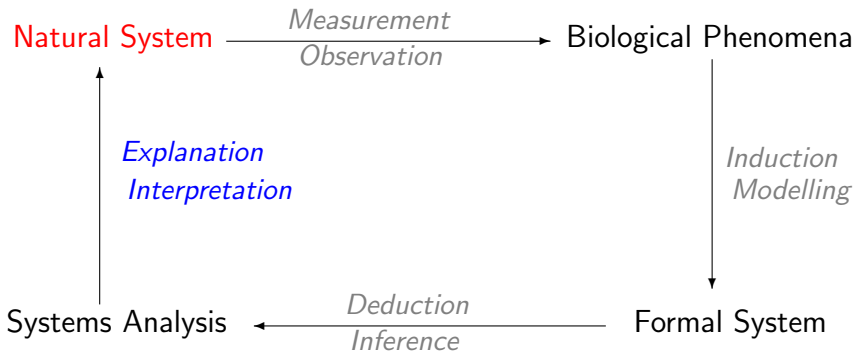 Natural System
Measurement
Observation
Biological Phenomena
Explanation
Interpretation
Induction
Modelling
Systems Analysis
Deduction
Inference
Formal System